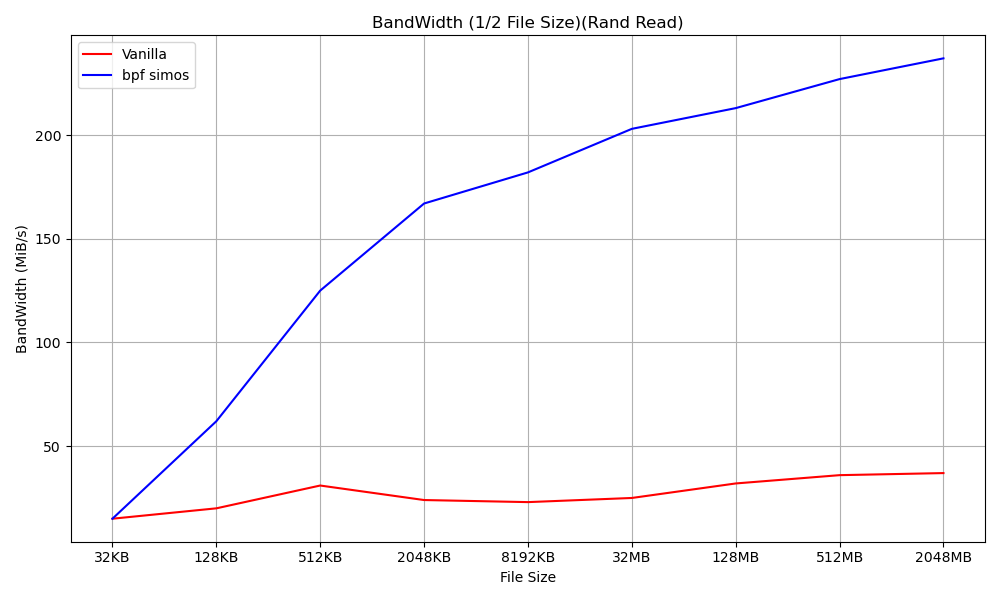 BandWidth (1/2 File Size)(Rand Read)
Vanilla
bpf simos
BandWidth (MiB/s)
200
150
100
50
32KB 128KB 512KB 2048KB 8192KB 32MB 128MB 512MB 2048MB
File Size